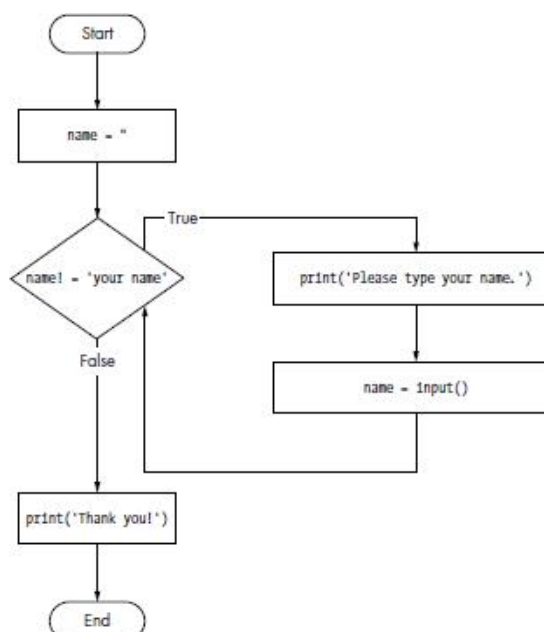 Start
name = ''
True
name! = 'your name'
print('Please type your name.')
name = input()
False
print('Thank you!')
End